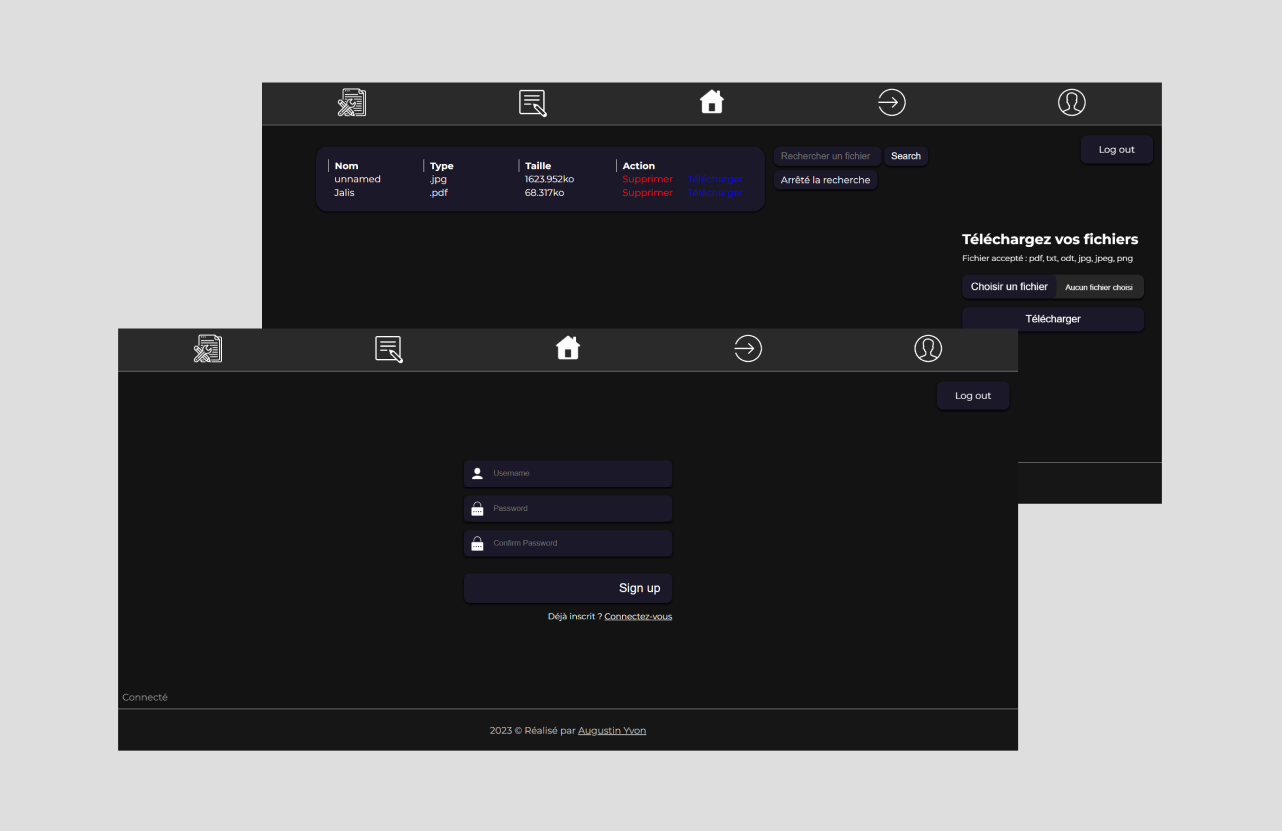 Log out
Nom Type Taille Action
unnamed .jpg 1623.952ko Supprimer Télécharger
Jalis .pdf 68.317ko Supprimer Télécharger
Rechercher un fichier Search
Arrêté la recherche
Téléchargez vos fichiers
Fichier accepté : pdf, txt, odt, jpg, jpeg, png
Choisir un fichier Aucun fichier choisi
Télécharger
Log out
Username
Password
Confirm Password
Sign up
Déjà inscrit ? Connectez-vous
Connecté
2023 © Réalisé par Augustin Yvon